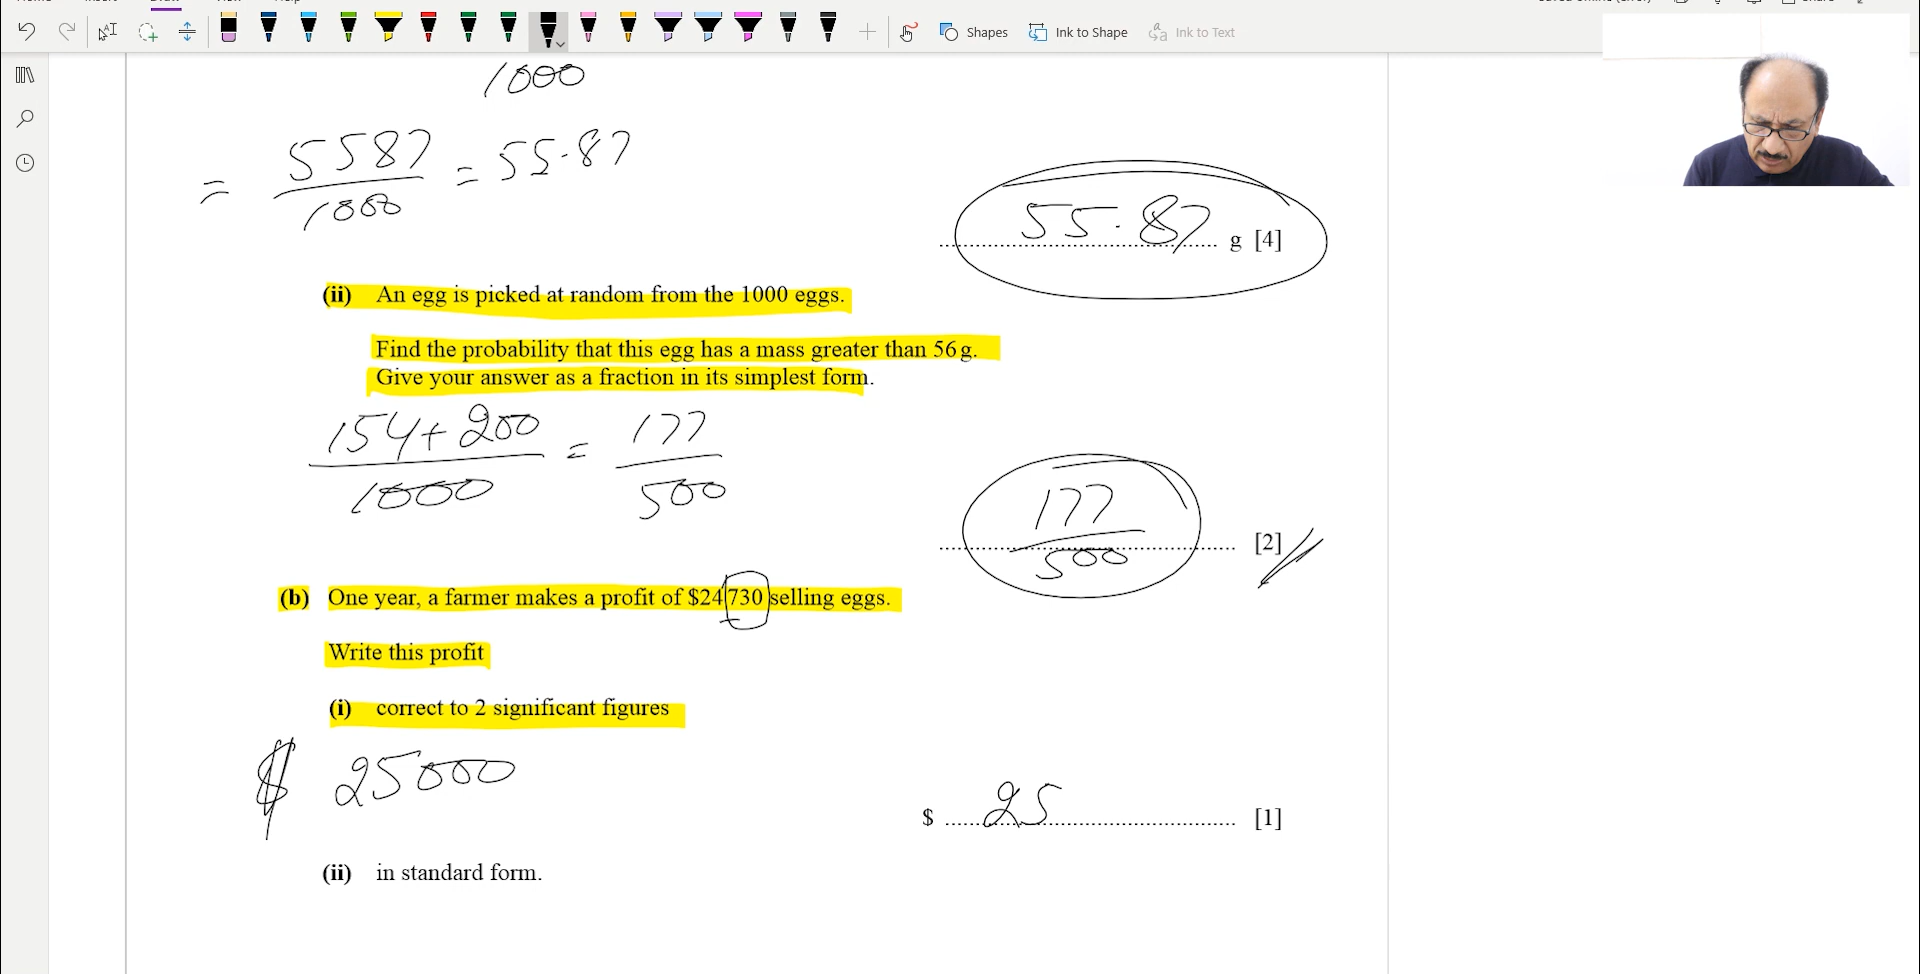 Shapes Ink to Shape Ink to Text
1000
= 5587/1000 = 55.87
55.87 g [4]
(ii) An egg is picked at random from the 1000 eggs.
Find the probability that this egg has a mass greater than 56 g.
Give your answer as a fraction in its simplest form.
154+200/1000 = 177/500
177/500 [2]
(b) One year, a farmer makes a profit of $24730 selling eggs.
Write this profit
(i) correct to 2 significant figures
$ 25000
$ 25 [1]
(ii) in standard form.